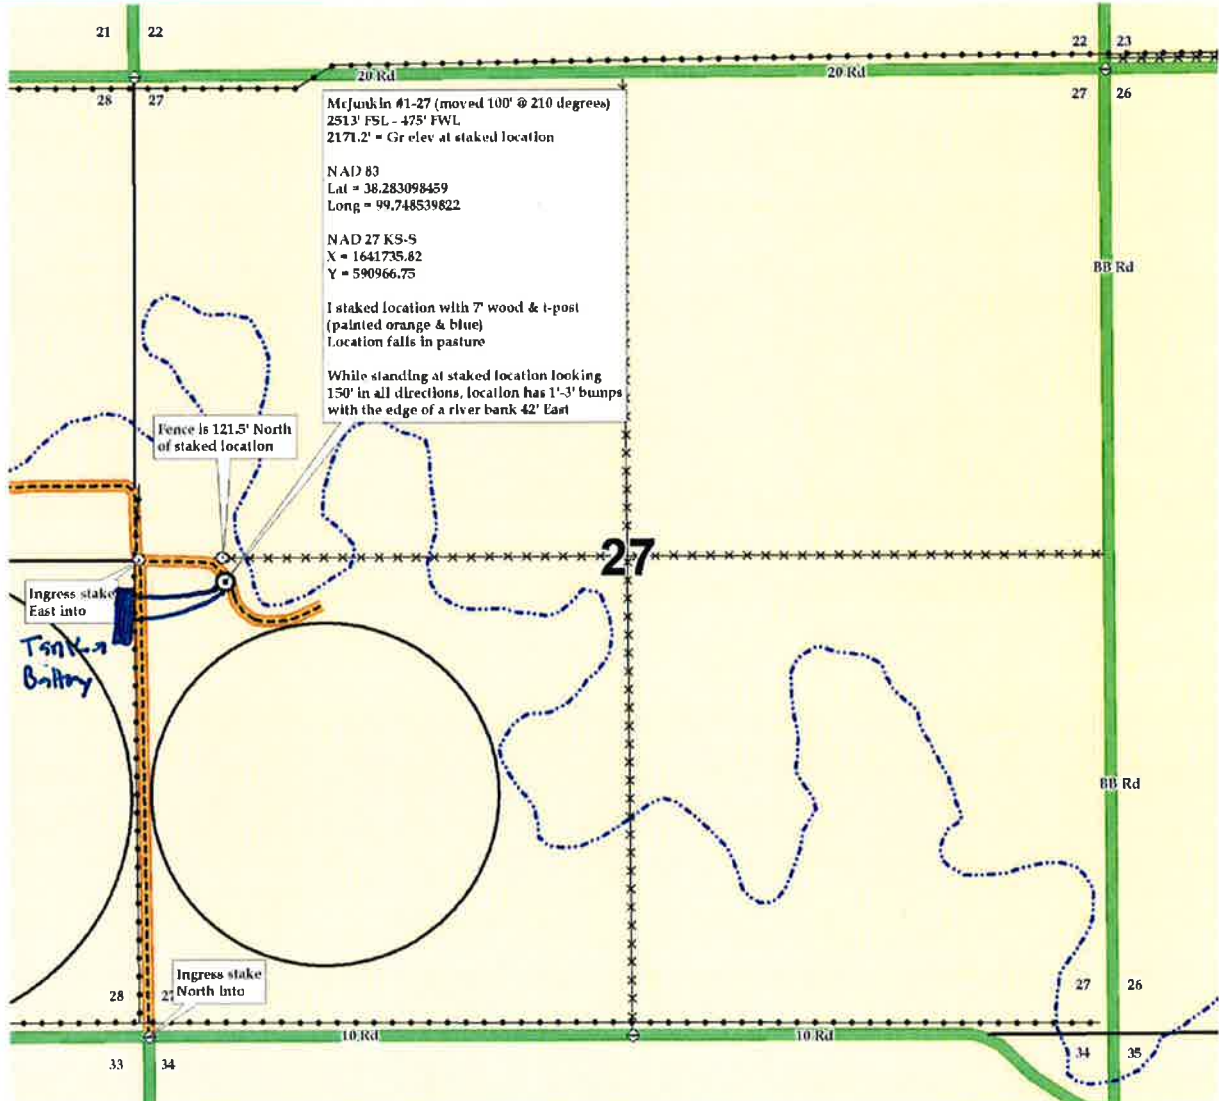 21 22
22 23
20 Rd
20 Rd
28 27
27 26
McJunkin #1-27 (moved 100' @ 210 degrees)
2513' FSL - 475' FWL
2171.2' = Gr elev at staked location
NAD 83
Lat = 38.283098459
Long = 99.748539822
NAD 27 KS-S
X = 1641735.82
Y = 590966.75
I staked location with 7' wood & t-post
(painted orange & blue)
Location falls in pasture
While standing at staked location looking
150' in all directions, location has 1'-3' bumps
with the edge of a river bank 42' East
BB Rd
Fence is 121.5' North
of staked location
27
Ingress stake
East into
Tank
Battery
BB Rd
Ingress stake
North into
28 27
27 26
10 Rd
10 Rd
33 34
34 35